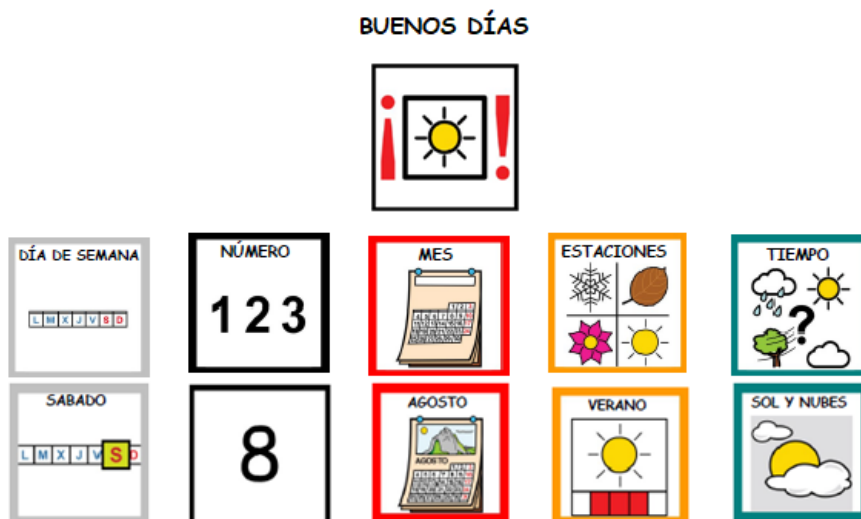 BUENOS DÍAS
¡ !
DÍA DE SEMANA
L M X J V S D
NÚMERO
1 2 3
MES
ESTACIONES
TIEMPO
?
SABADO
L M X J V S D
8
AGOSTO
AGOSTO
VERANO
SOL Y NUBES